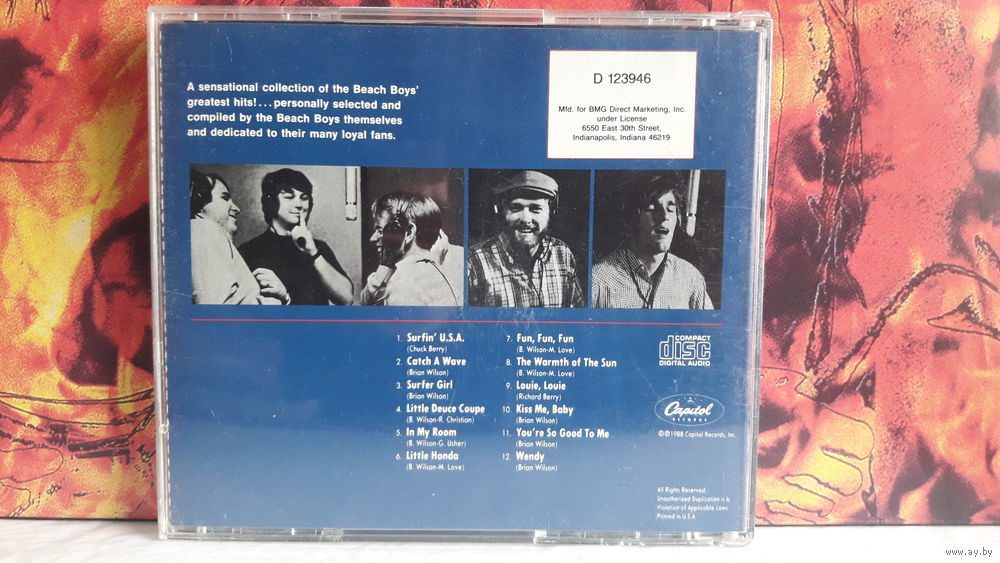 A sensational collection of the Beach Boys'
greatest hits!...personally selected and
compiled by the Beach Boys themselves
and dedicated to their many loyal fans.
D 123946
Mfd. for BMG Direct Marketing, Inc.
under License
6550 East 30th Street,
Indianapolis, Indiana 46219
1. Surfin' U.S.A.
(Chuck Berry)
2. Catch A Wave
(Brian Wilson)
3. Surfer Girl
(Brian Wilson)
4. Little Deuce Coupe
(B. Wilson-R. Christian)
5. In My Room
(B. Wilson-G. Usher)
6. Little Honda
(B. Wilson-M. Love)
7. Fun, Fun, Fun
(B. Wilson-M. Love)
8. The Warmth of The Sun
(B. Wilson-M. Love)
9. Louie, Louie
(Richard Berry)
10. Kiss Me, Baby
(Brian Wilson)
11. You're So Good To Me
(Brian Wilson)
12. Wendy
(Brian Wilson)
COMPACT
disc
DIGITAL AUDIO
Capitol
RECORDS
©℗1988 Capitol Records, Inc.
All Rights Reserved.
Unauthorized Duplication is a
Violation of Applicable Laws
Printed in U.S.A
www.ay.by